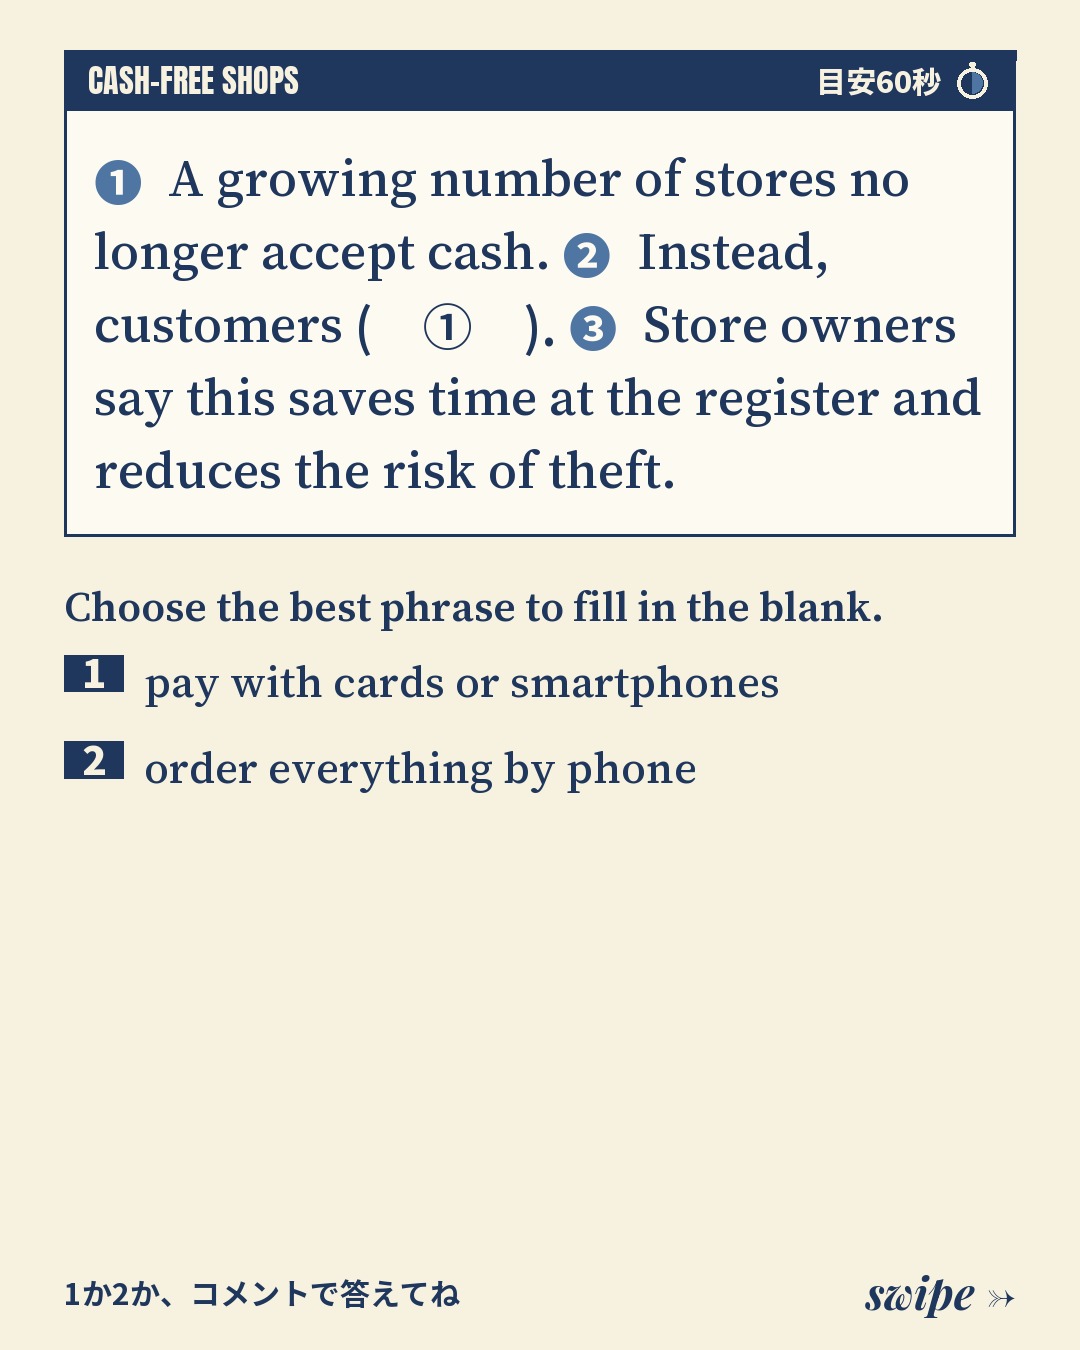 CASH-FREE SHOPS 目安60秒
❶ A growing number of stores no
longer accept cash. ❷ Instead,
customers ( ① ). ❸ Store owners
say this saves time at the register and
reduces the risk of theft.
Choose the best phrase to fill in the blank.
1 pay with cards or smartphones
2 order everything by phone
1か2か、コメントで答えてね swipe